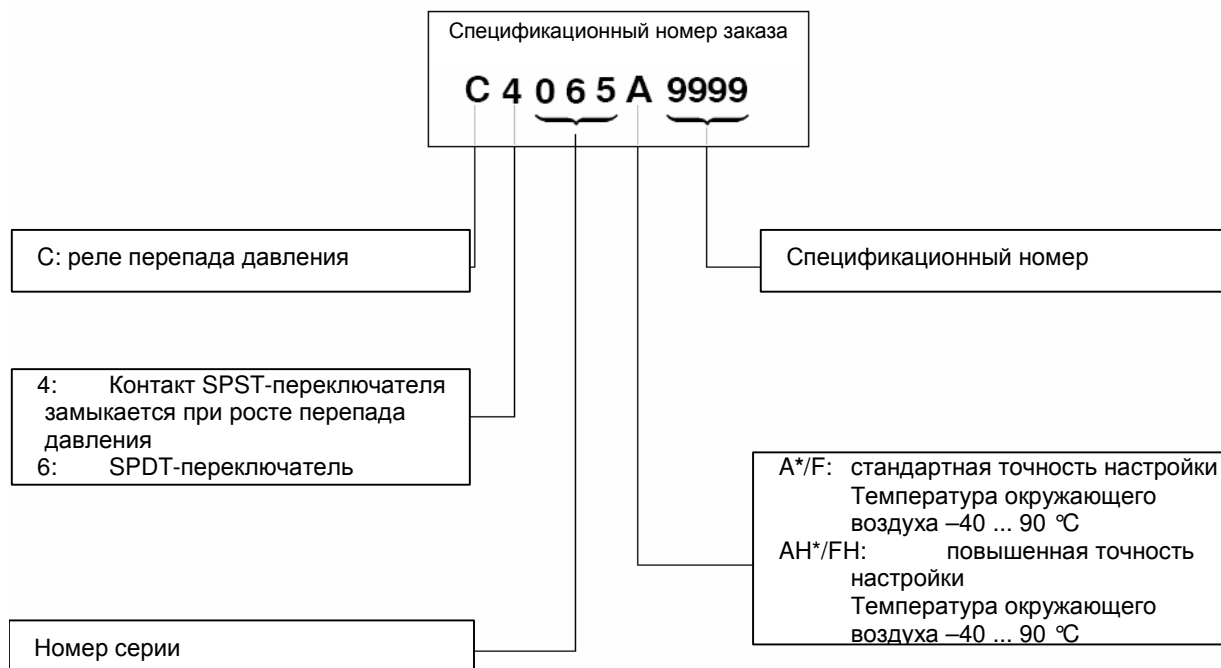 Спецификационный номер заказа
C 4 0 6 5 A 9999
C: реле перепада давления
Спецификационный номер
4: Контакт SPST-переключателя
замыкается при росте перепада
давления
6: SPDT-переключатель
A*/F: стандартная точность настройки
Температура окружающего
воздуха –40 ... 90 °C
AH*/FH: повышенная точность
настройки
Температура окружающего
воздуха –40 ... 90 °C
Номер серии